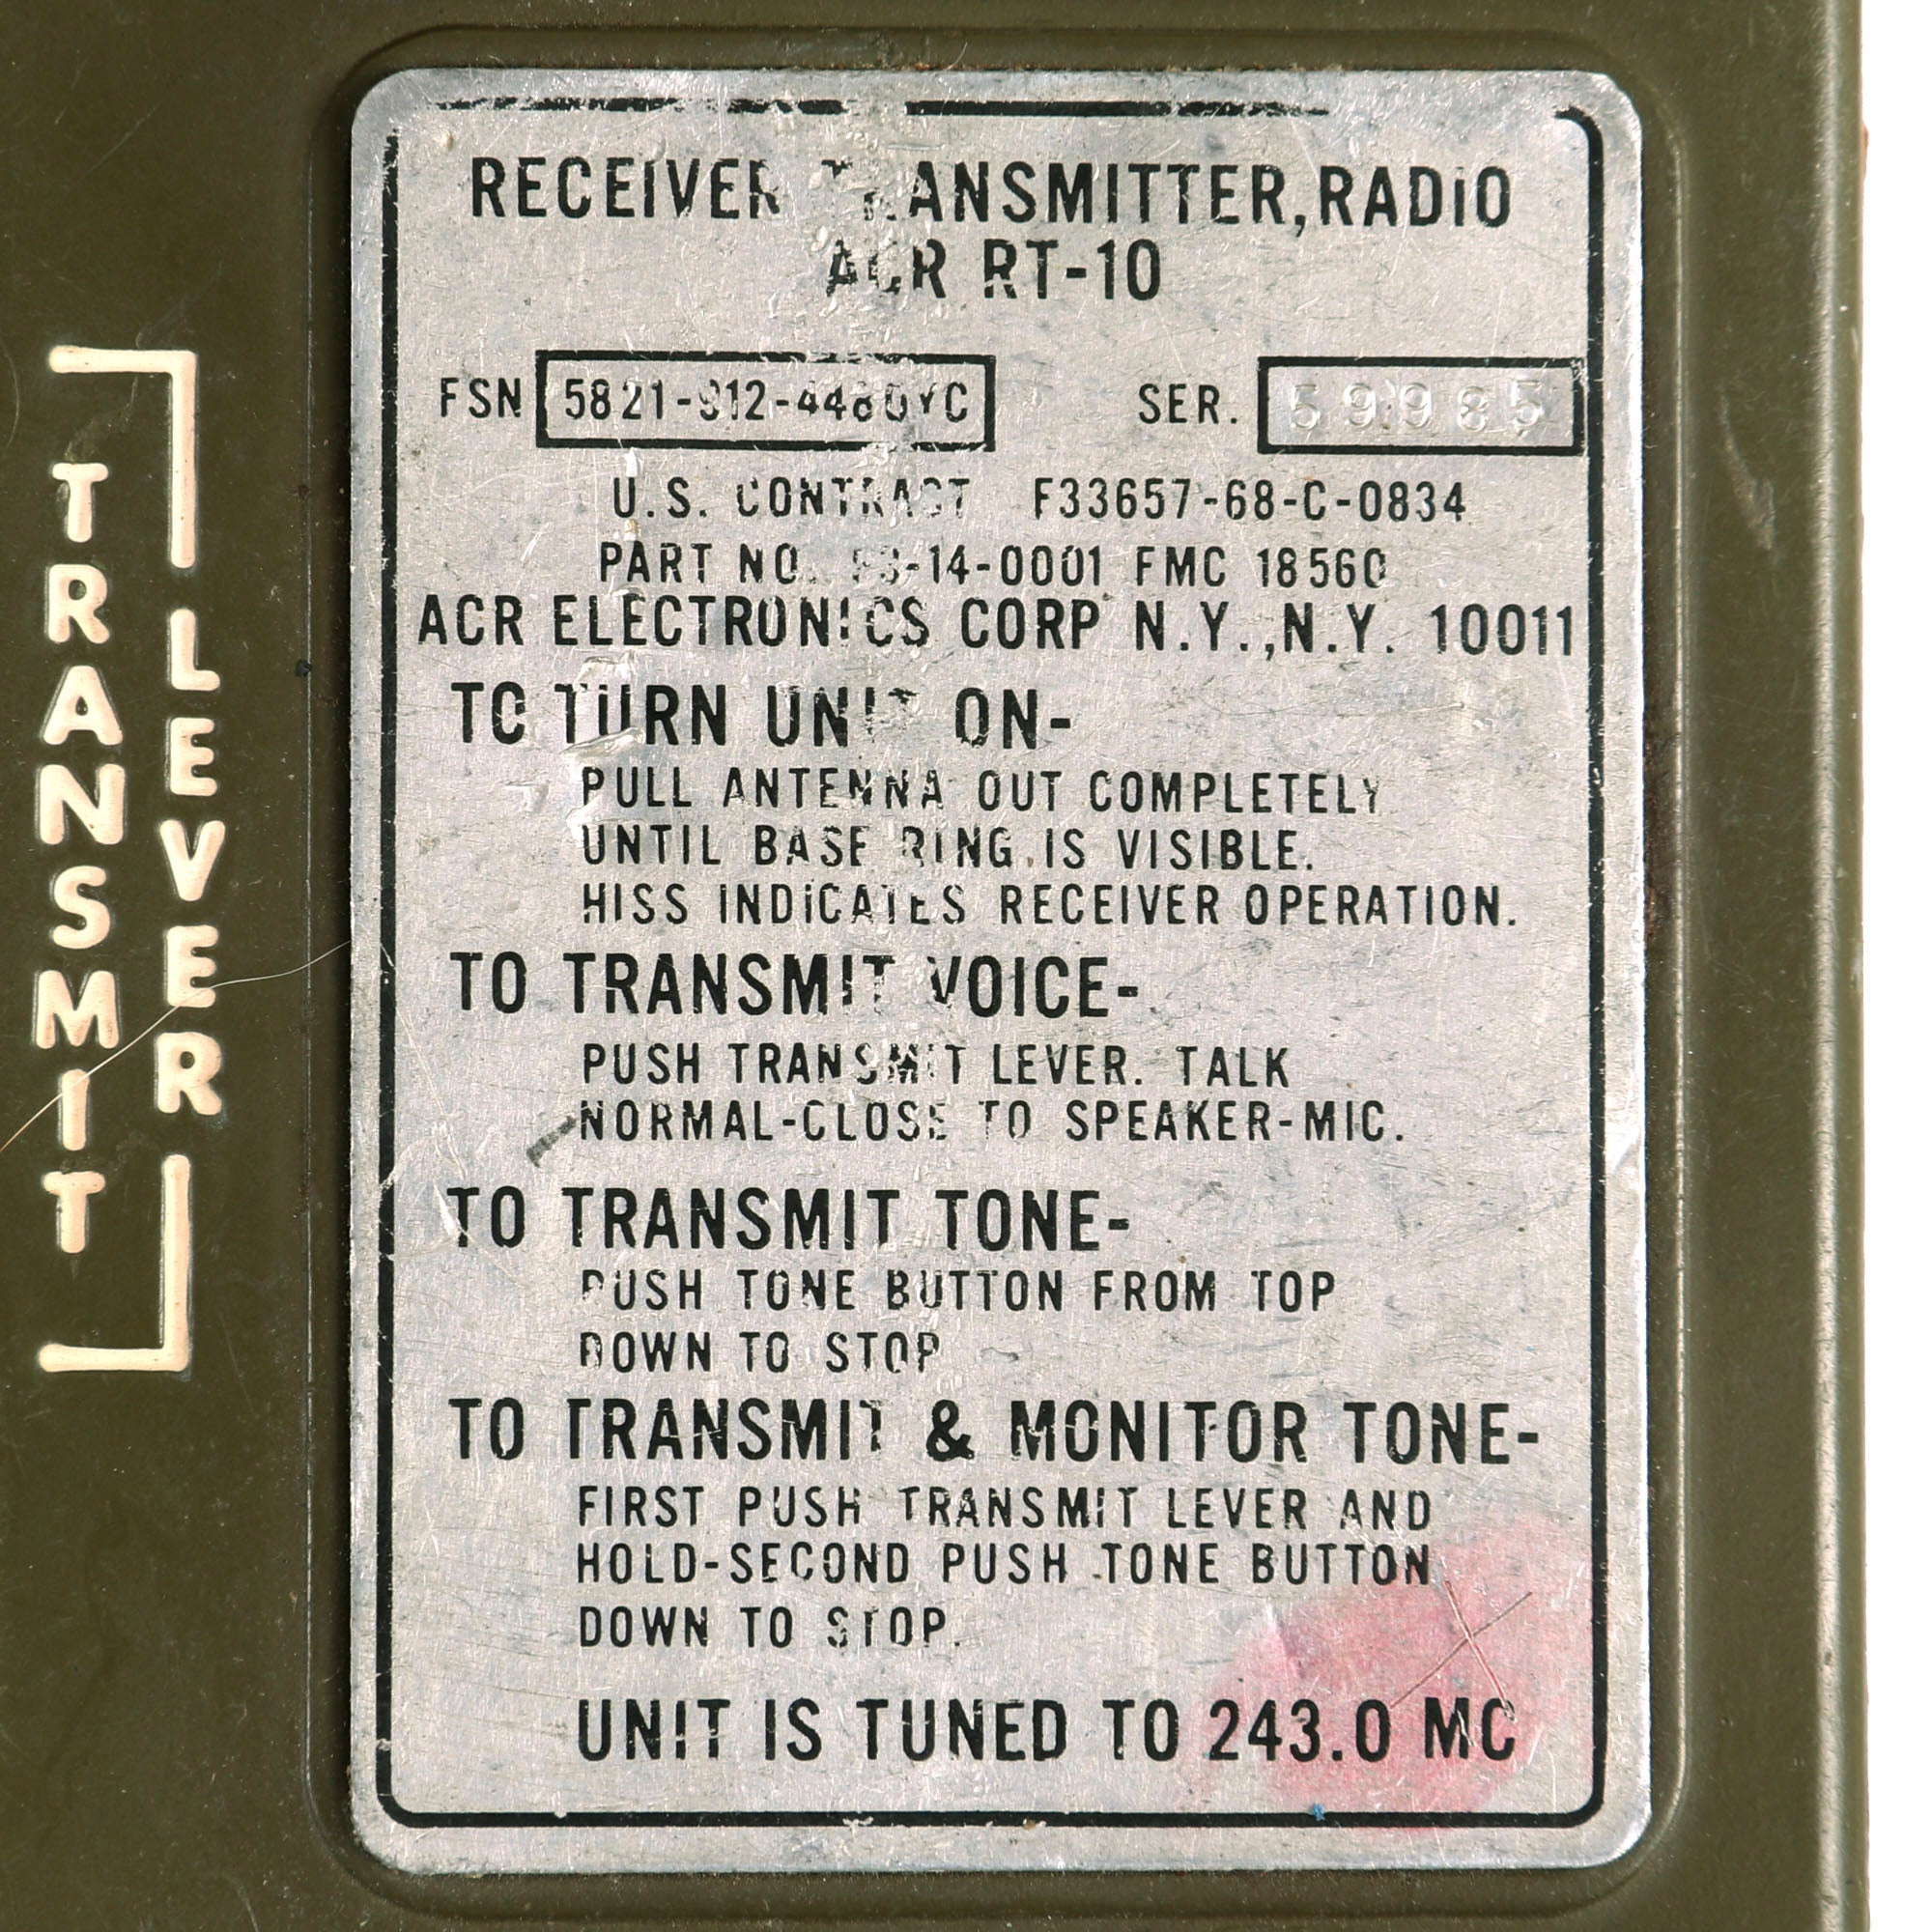 TRANSMIT
LEVER
RECEIVER TRANSMITTER, RADIO
ACR RT-10
FSN
SER. 59985
U.S. CONTRACT F33657-68-C-0834
PART NO. FMC 18560
ACR ELECTRONICS CORP N.Y.,N.Y. 10011
TO TURN UNIT ON-
PULL ANTENNA OUT COMPLETELY
UNTIL BASE RING IS VISIBLE.
HISS INDICATES RECEIVER OPERATION.
TO TRANSMIT VOICE-
PUSH TRANSMIT LEVER. TALK
NORMAL-CLOSE TO SPEAKER-MIC.
TO TRANSMIT TONE-
PUSH TONE BUTTON FROM TOP
DOWN TO STOP
TO TRANSMIT & MONITOR TONE-
FIRST PUSH TRANSMIT LEVER AND
HOLD-SECOND PUSH TONE BUTTON
DOWN TO STOP.
UNIT IS TUNED TO 243.0 MC